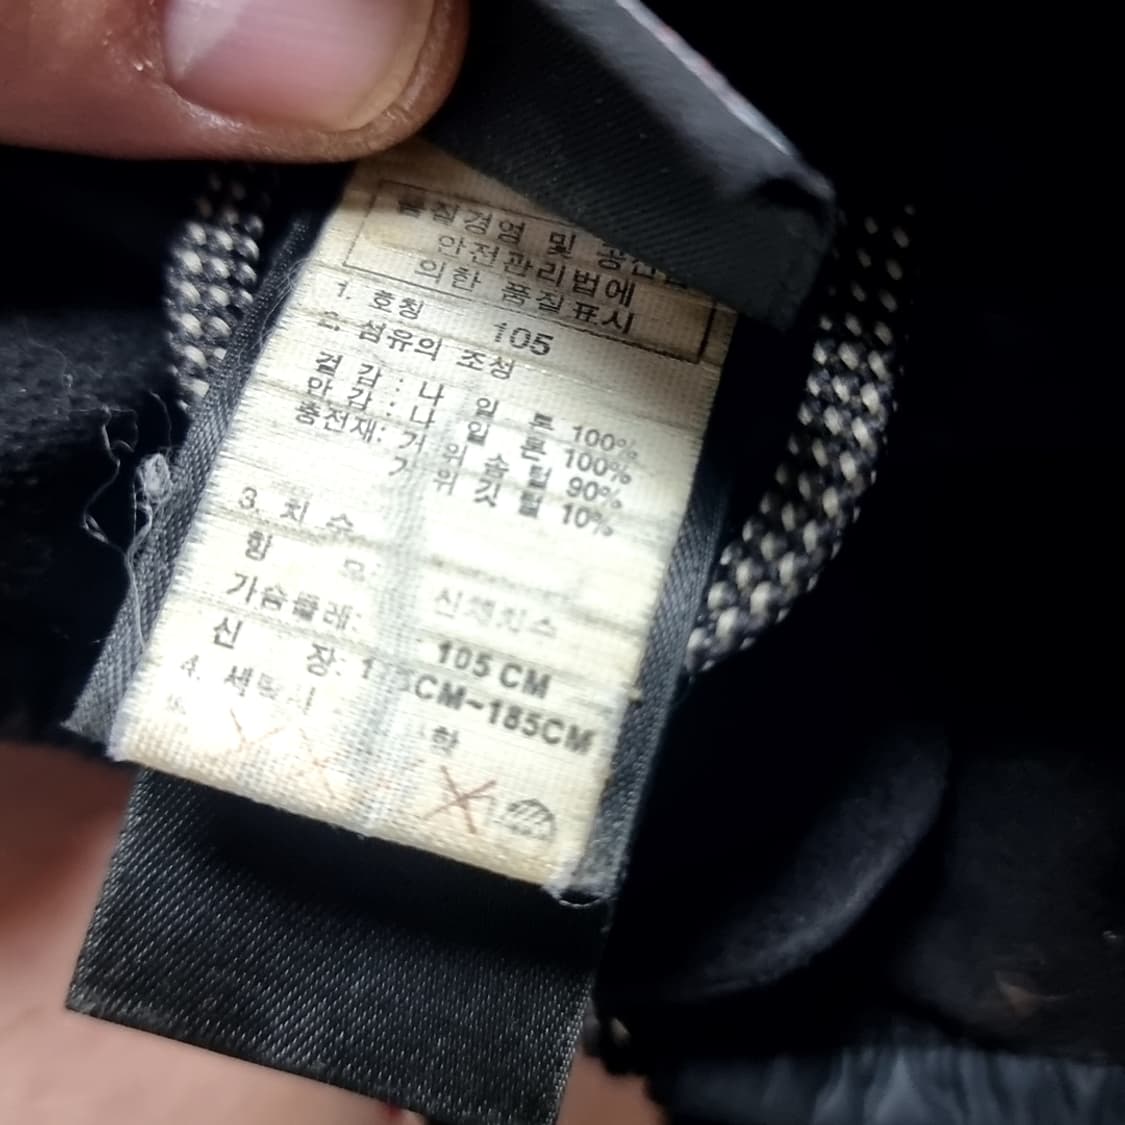 품질경영 및 공산품
안전관리법에
의한 품질표시
1. 호칭 105
2. 섬유의 조성
겉감 : 나 일 론 100%
안감 : 나 일 론 100%
충전재: 거 위 솜 털 90%
거 위 깃 털 10%
3. 치 수
항 목: 신체치수
가슴둘레: 105 CM
신 장: CM~185CM
4. 세탁시